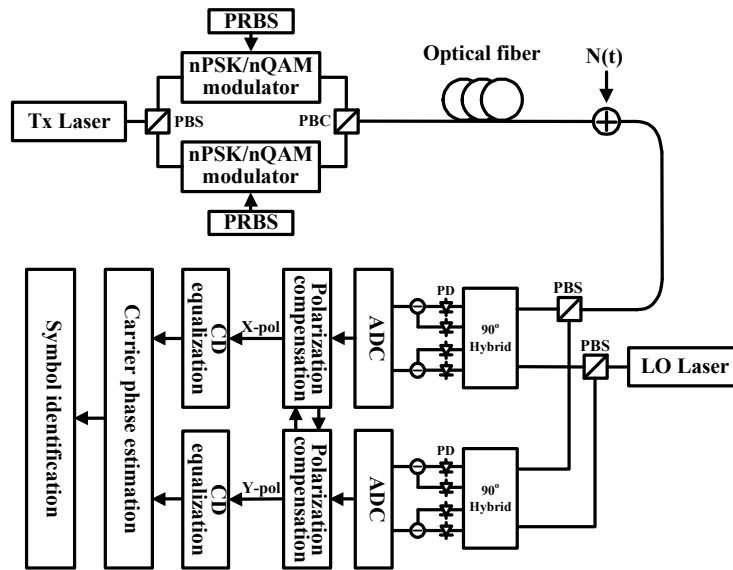 PRBS
nPSK/nQAM
modulator
Optical fiber
N(t)
Tx Laser
PBS
PBC
nPSK/nQAM
modulator
PRBS
Symbol identification
Carrier phase estimation
CD
equalization
X-pol
Polarization
compensation
ADC
PD
90°
Hybrid
PBS
PBS
LO Laser
CD
equalization
Y-pol
Polarization
compensation
ADC
PD
90°
Hybrid